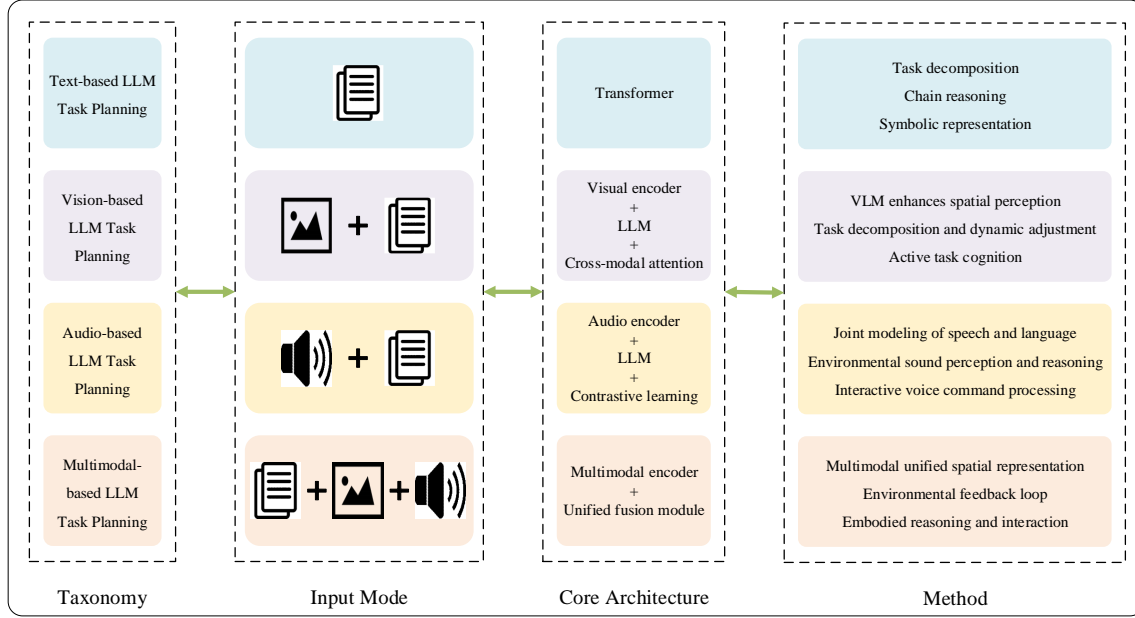 Text-based LLM
Task Planning
Transformer
Task decomposition
Chain reasoning
Symbolic representation
Vision-based
LLM Task
Planning
+
Visual encoder
+
LLM
+
Cross-modal attention
VLM enhances spatial perception
Task decomposition and dynamic adjustment
Active task cognition
Audio-based
LLM Task
Planning
+
Audio encoder
+
LLM
+
Contrastive learning
Joint modeling of speech and language
Environmental sound perception and reasoning
Interactive voice command processing
Multimodal-
based LLM
Task Planning
+ +
Multimodal encoder
+
Unified fusion module
Multimodal unified spatial representation
Environmental feedback loop
Embodied reasoning and interaction
Taxonomy
Input Mode
Core Architecture
Method